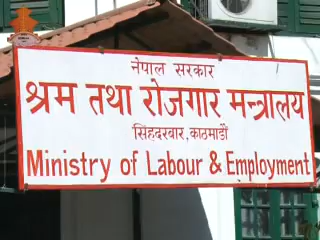 नेपाल सरकार
श्रम तथा रोजगार मन्त्रालय
सिंहदरबार, काठमाडौं
Ministry of Labour & Employment